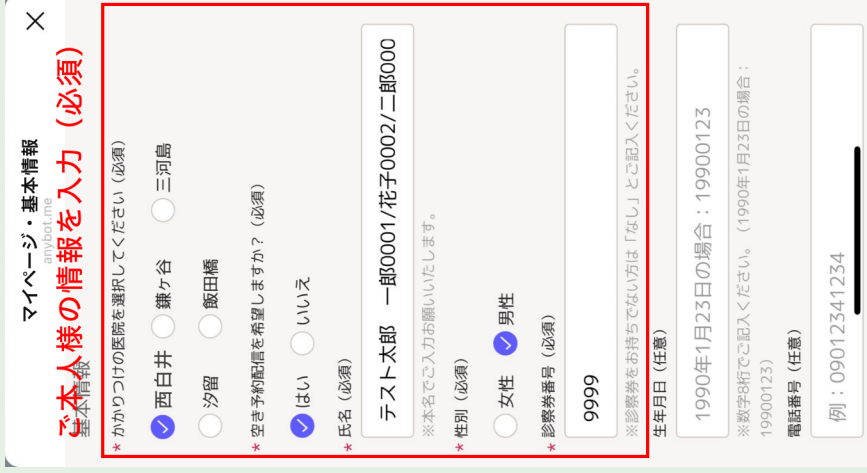 マイページ・基本情報
anybot.me
ご本人様の情報を入力（必須）
基本情報
* かかりつけの医院を選択してください（必須）
西白井 鎌ヶ谷 三河島
汐留 飯田橋
* 空き予約配信を希望しますか？（必須）
はい いいえ
* 氏名（必須）
テスト太郎　一郎0001/花子0002/二郎000
※本名でご入力お願いいたします。
* 性別（必須）
女性 男性
* 診察券番号（必須）
9999
※診察券をお持ちでない方は「なし」とご記入ください。
生年月日（任意）
1990年1月23日の場合：19900123
※数字8桁でご記入ください。（1990年1月23日の場合：
19900123）
電話番号（任意）
例：09012341234